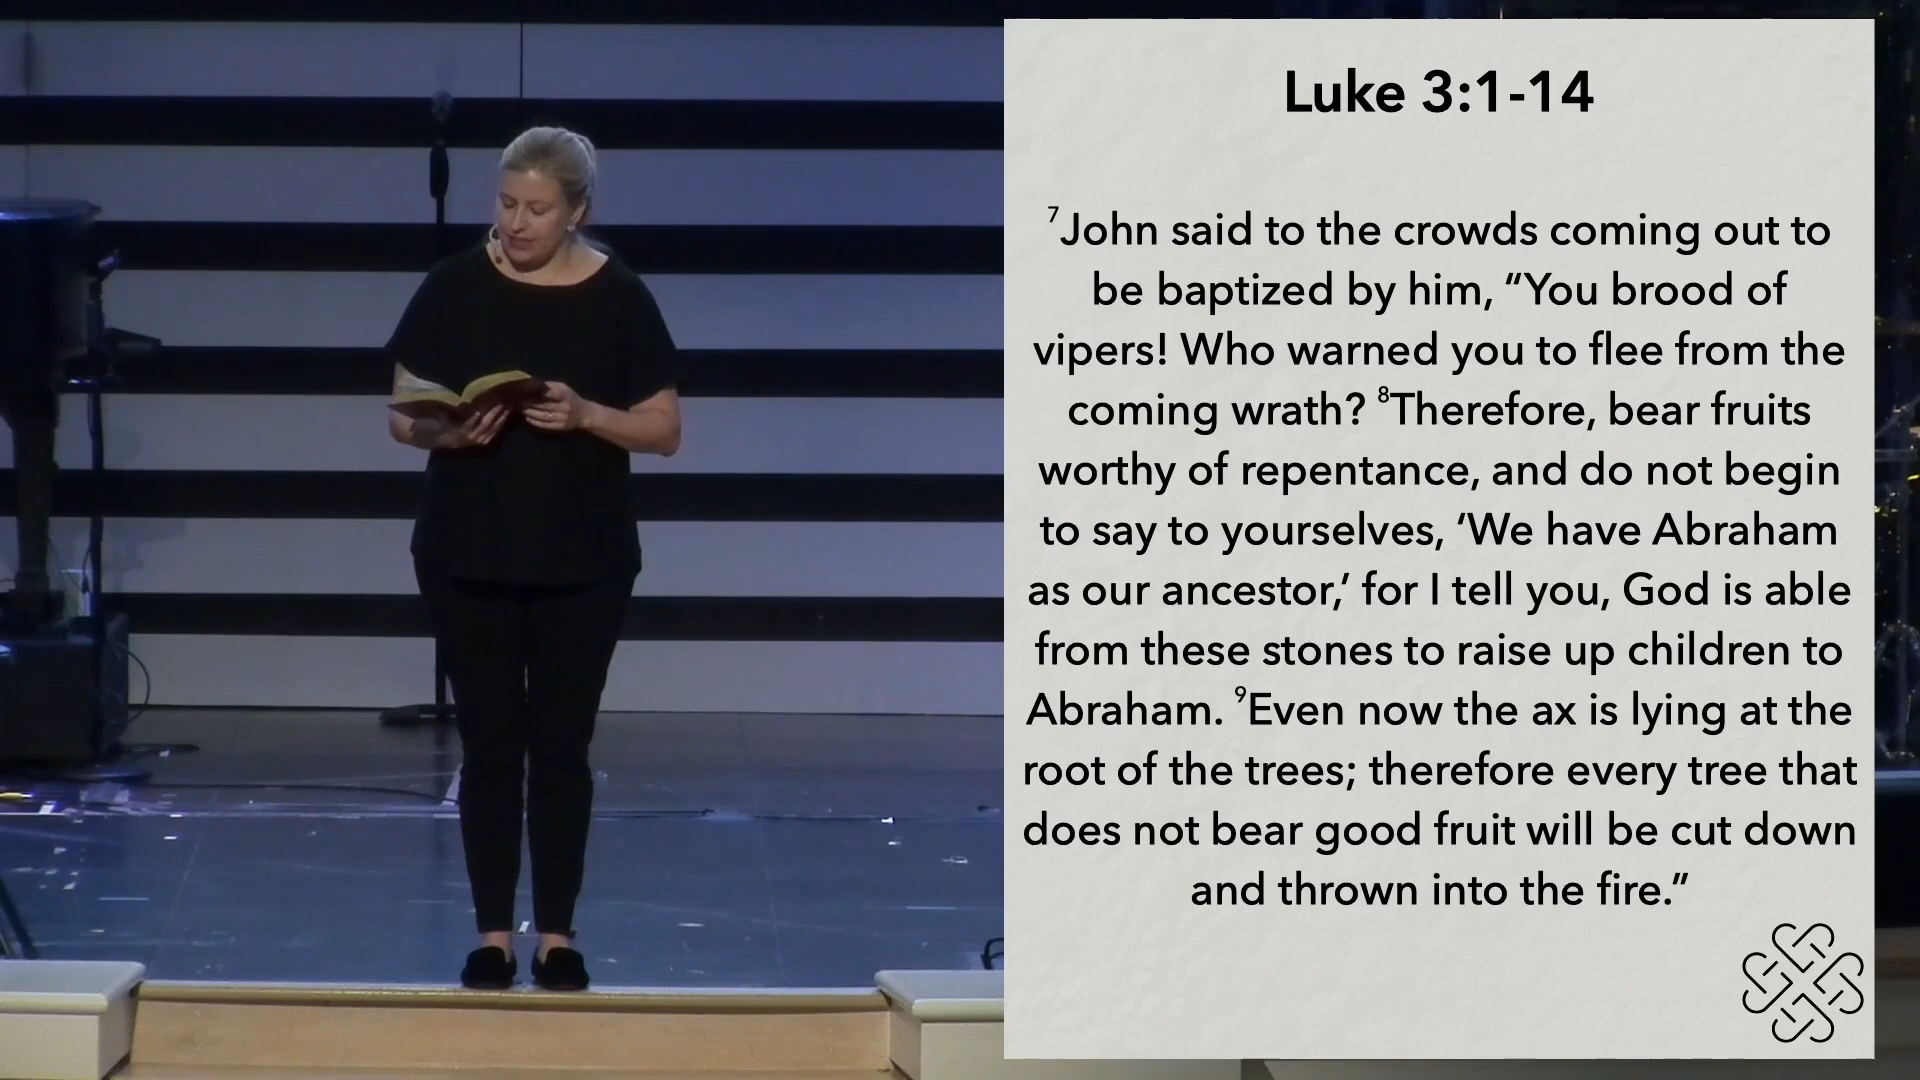 Luke 3:1-14
⁷John said to the crowds coming out to
be baptized by him, “You brood of
vipers! Who warned you to flee from the
coming wrath? ⁸Therefore, bear fruits
worthy of repentance, and do not begin
to say to yourselves, ‘We have Abraham
as our ancestor,’ for I tell you, God is able
from these stones to raise up children to
Abraham. ⁹Even now the ax is lying at the
root of the trees; therefore every tree that
does not bear good fruit will be cut down
and thrown into the fire.”